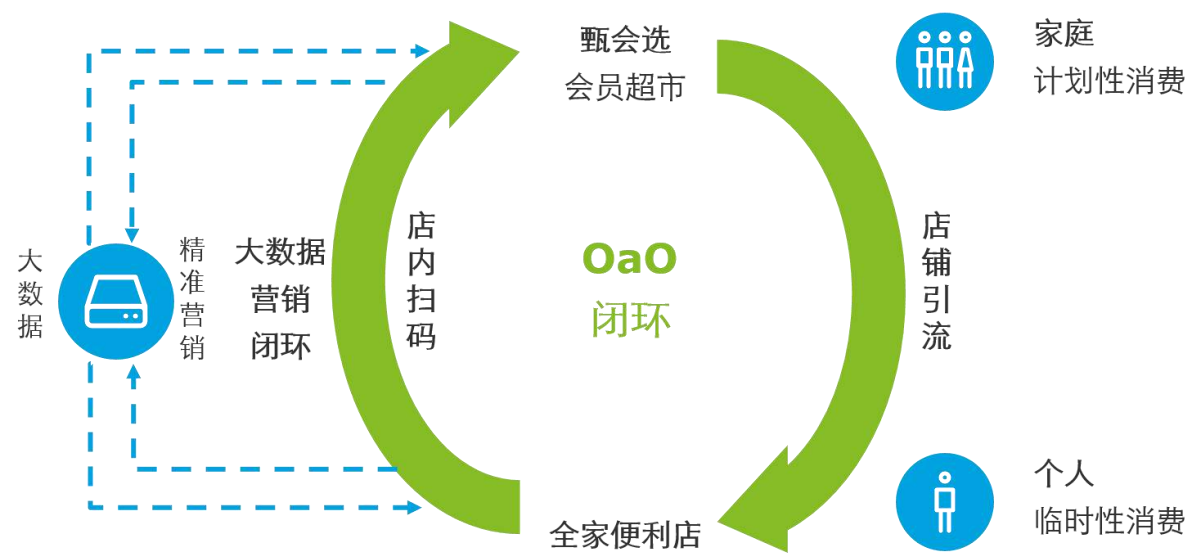 甄会选
会员超市
家庭
计划性消费
大数据
精准营销
大数据
营销
闭环
店内扫码
OaO
闭环
店铺引流
全家便利店
个人
临时性消费